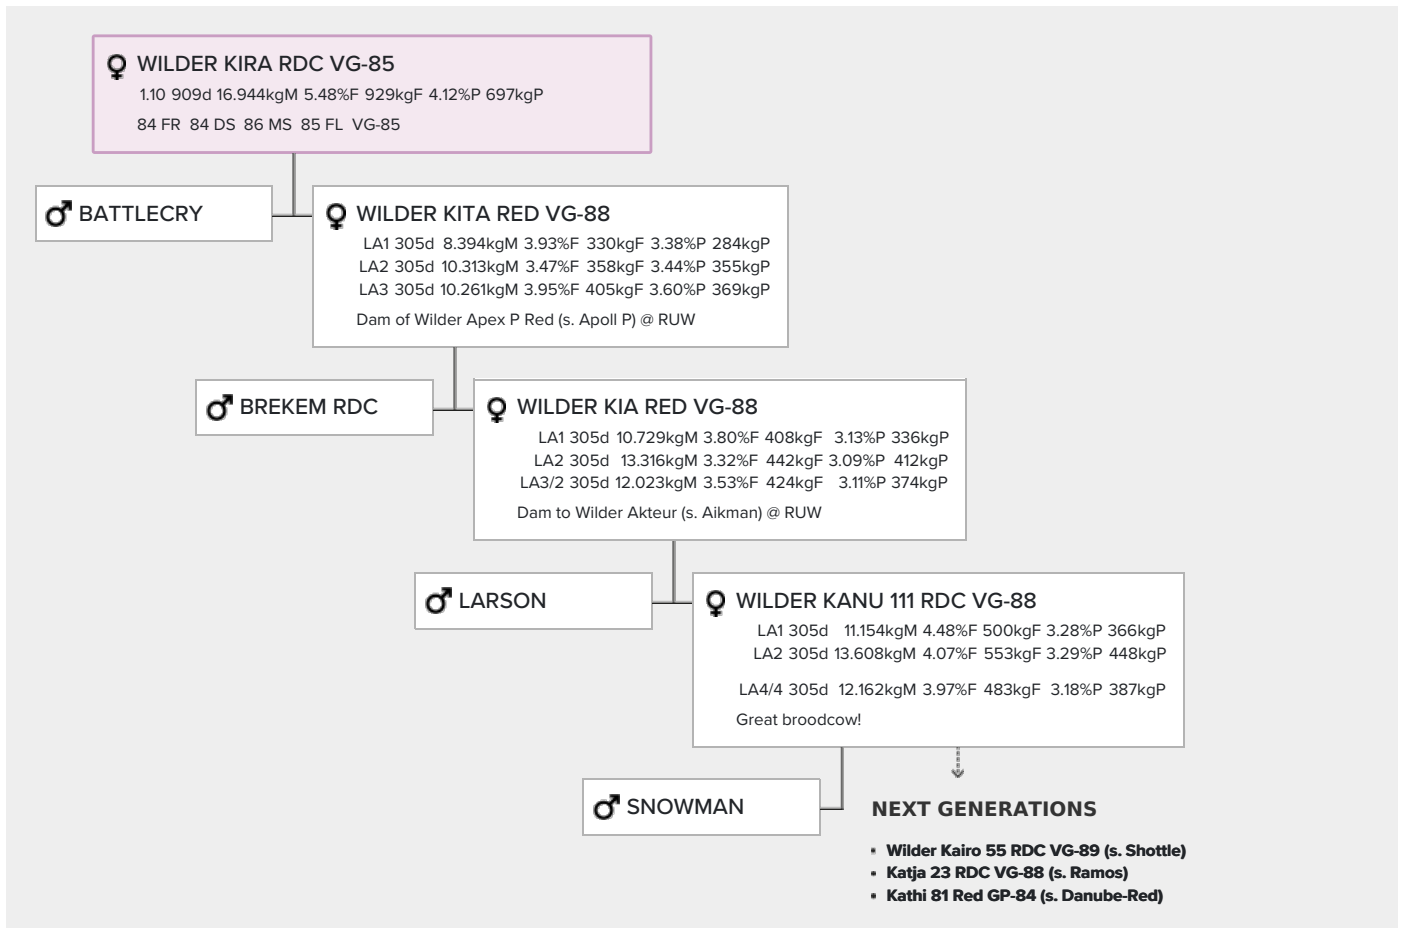 WILDER KIRA RDC VG-85
1.10 909d 16.944kgM 5.48%F 929kgF 4.12%P 697kgP
84 FR 84 DS 86 MS 85 FL VG-85
BATTLECRY
WILDER KITA RED VG-88
LA1 305d 8.394kgM 3.93%F 330kgF 3.38%P 284kgP
LA2 305d 10.313kgM 3.47%F 358kgF 3.44%P 355kgP
LA3 305d 10.261kgM 3.95%F 405kgF 3.60%P 369kgP
Dam of Wilder Apex P Red (s. Apoll P) @ RUW
BREKEM RDC
WILDER KIA RED VG-88
LA1 305d 10.729kgM 3.80%F 408kgF 3.13%P 336kgP
LA2 305d 13.316kgM 3.32%F 442kgF 3.09%P 412kgP
LA3/2 305d 12.023kgM 3.53%F 424kgF 3.11%P 374kgP
Dam to Wilder Akteur (s. Aikman) @ RUW
LARSON
WILDER KANU 111 RDC VG-88
LA1 305d 11.154kgM 4.48%F 500kgF 3.28%P 366kgP
LA2 305d 13.608kgM 4.07%F 553kgF 3.29%P 448kgP
LA4/4 305d 12.162kgM 3.97%F 483kgF 3.18%P 387kgP
Great broodcow!
SNOWMAN
NEXT GENERATIONS
▪ Wilder Kairo 55 RDC VG-89 (s. Shottle)
▪ Katja 23 RDC VG-88 (s. Ramos)
▪ Kathi 81 Red GP-84 (s. Danube-Red)